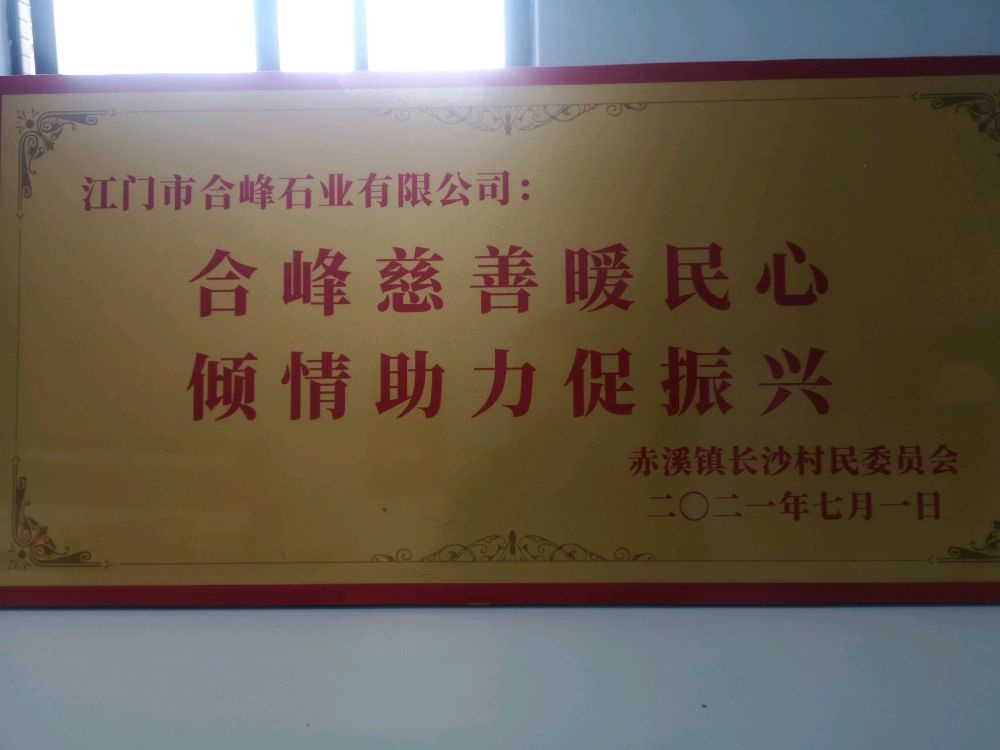 江门市合峰石业有限公司：
合峰慈善暖民心
倾情助力促振兴
赤溪镇长沙村民委员会
二〇二一年七月一日